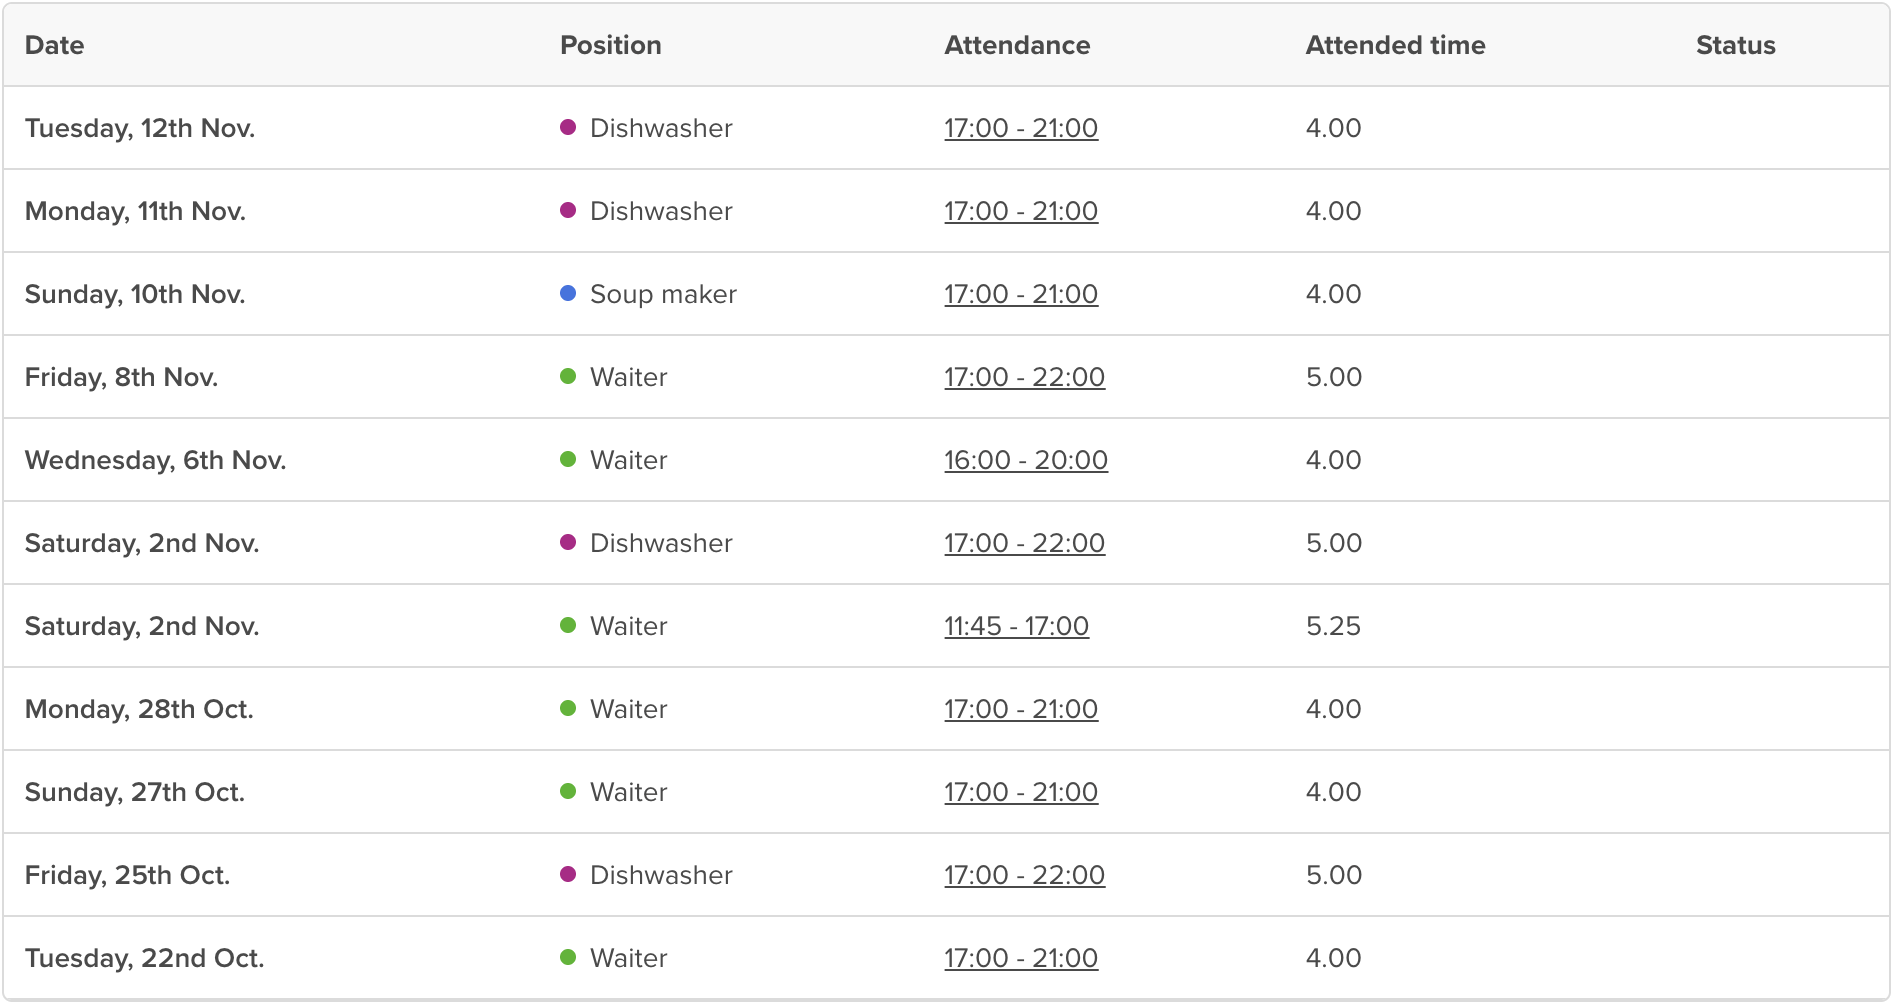 Date Position Attendance Attended time Status
Tuesday, 12th Nov. Dishwasher 17:00 - 21:00 4.00
Monday, 11th Nov. Dishwasher 17:00 - 21:00 4.00
Sunday, 10th Nov. Soup maker 17:00 - 21:00 4.00
Friday, 8th Nov. Waiter 17:00 - 22:00 5.00
Wednesday, 6th Nov. Waiter 16:00 - 20:00 4.00
Saturday, 2nd Nov. Dishwasher 17:00 - 22:00 5.00
Saturday, 2nd Nov. Waiter 11:45 - 17:00 5.25
Monday, 28th Oct. Waiter 17:00 - 21:00 4.00
Sunday, 27th Oct. Waiter 17:00 - 21:00 4.00
Friday, 25th Oct. Dishwasher 17:00 - 22:00 5.00
Tuesday, 22nd Oct. Waiter 17:00 - 21:00 4.00